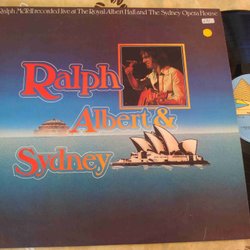 Ralph McTell recorded live at The Royal Albert Hall and The Sydney Opera House
Ralph
Albert &
Sydney